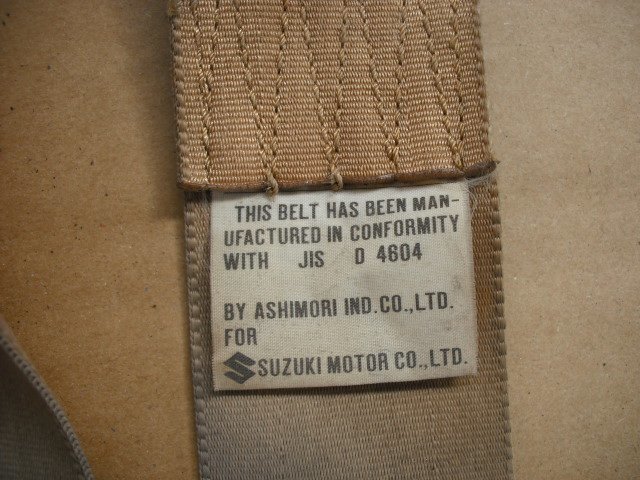 THIS BELT HAS BEEN MAN-
UFACTURED IN CONFORMITY
WITH JIS D 4604
BY ASHIMORI IND.CO.,LTD.
FOR
SUZUKI MOTOR CO.,LTD.